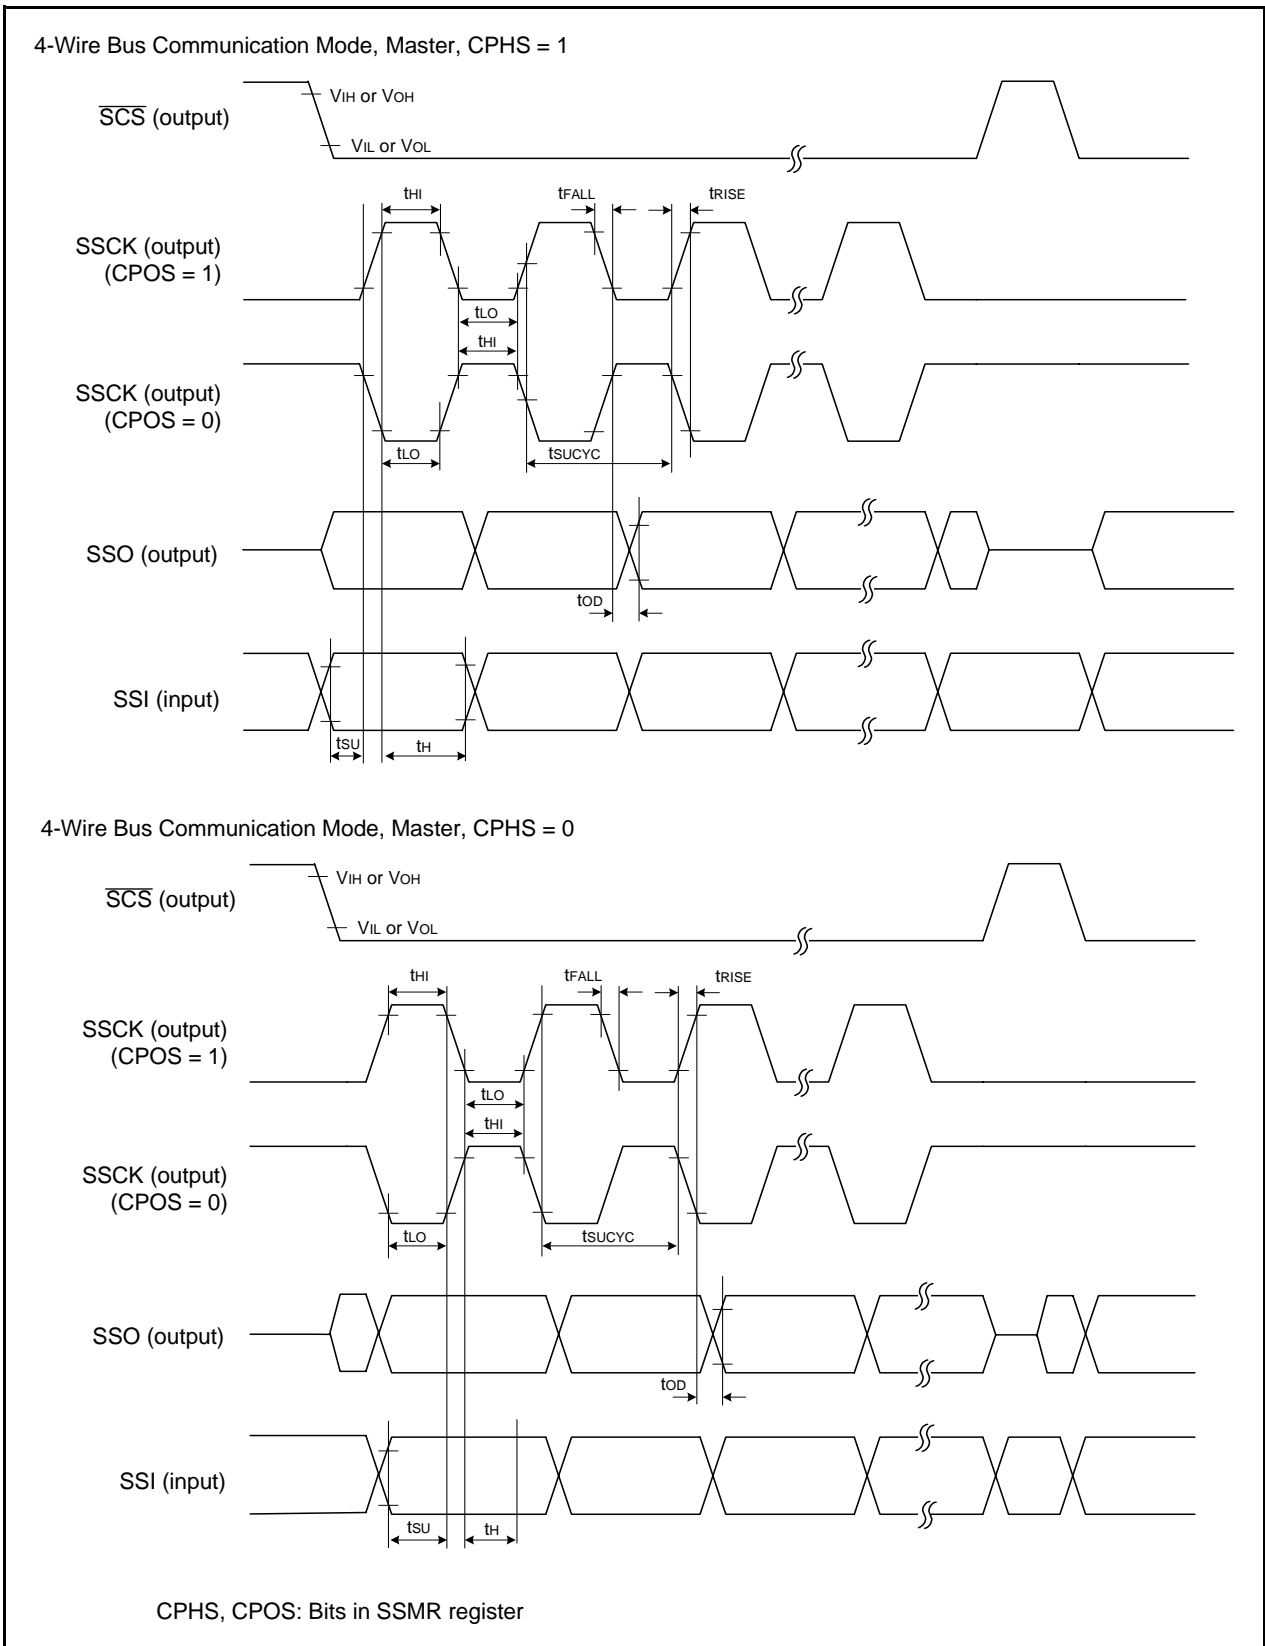 4-Wire Bus Communication Mode, Master, CPHS = 1
VIH or VOH
SCS (output)
VIL or VOL
tHI
tFALL
tRISE
SSCK (output)
(CPOS = 1)
tLO
tHI
SSCK (output)
(CPOS = 0)
tLO
tSUCYC
SSO (output)
tOD
SSI (input)
tSU
tH
4-Wire Bus Communication Mode, Master, CPHS = 0
VIH or VOH
SCS (output)
VIL or VOL
tHI
tFALL
tRISE
SSCK (output)
(CPOS = 1)
tLO
tHI
SSCK (output)
(CPOS = 0)
tLO
tSUCYC
SSO (output)
tOD
SSI (input)
tSU
tH
CPHS, CPOS: Bits in SSMR register